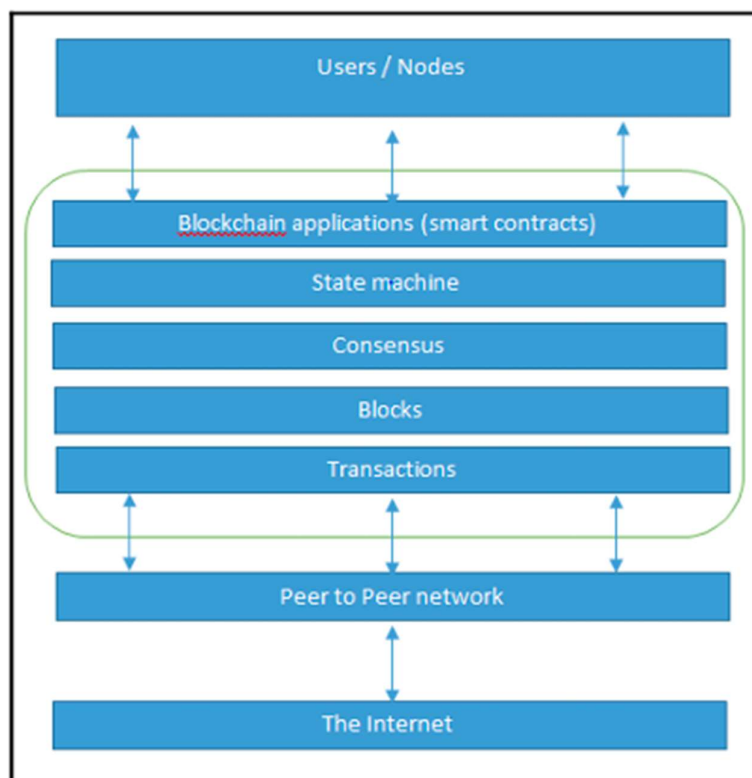 Users / Nodes
Blockchain applications (smart contracts)
State machine
Consensus
Blocks
Transactions
Peer to Peer network
The Internet